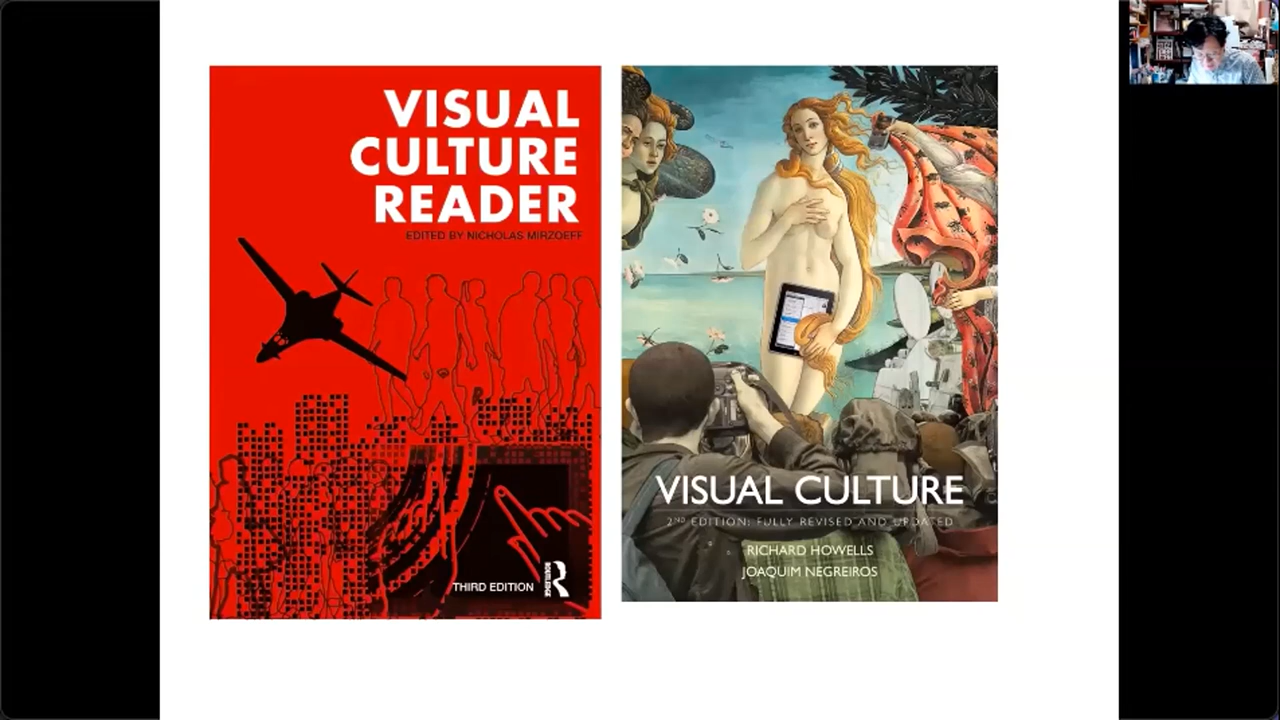 VISUAL
CULTURE
READER
EDITED BY NICHOLAS MIRZOEFF
THIRD EDITION
ROUTLEDGE
VISUAL CULTURE
2ND EDITION: FULLY REVISED AND UPDATED
RICHARD HOWELLS
JOAQUIM NEGREIROS